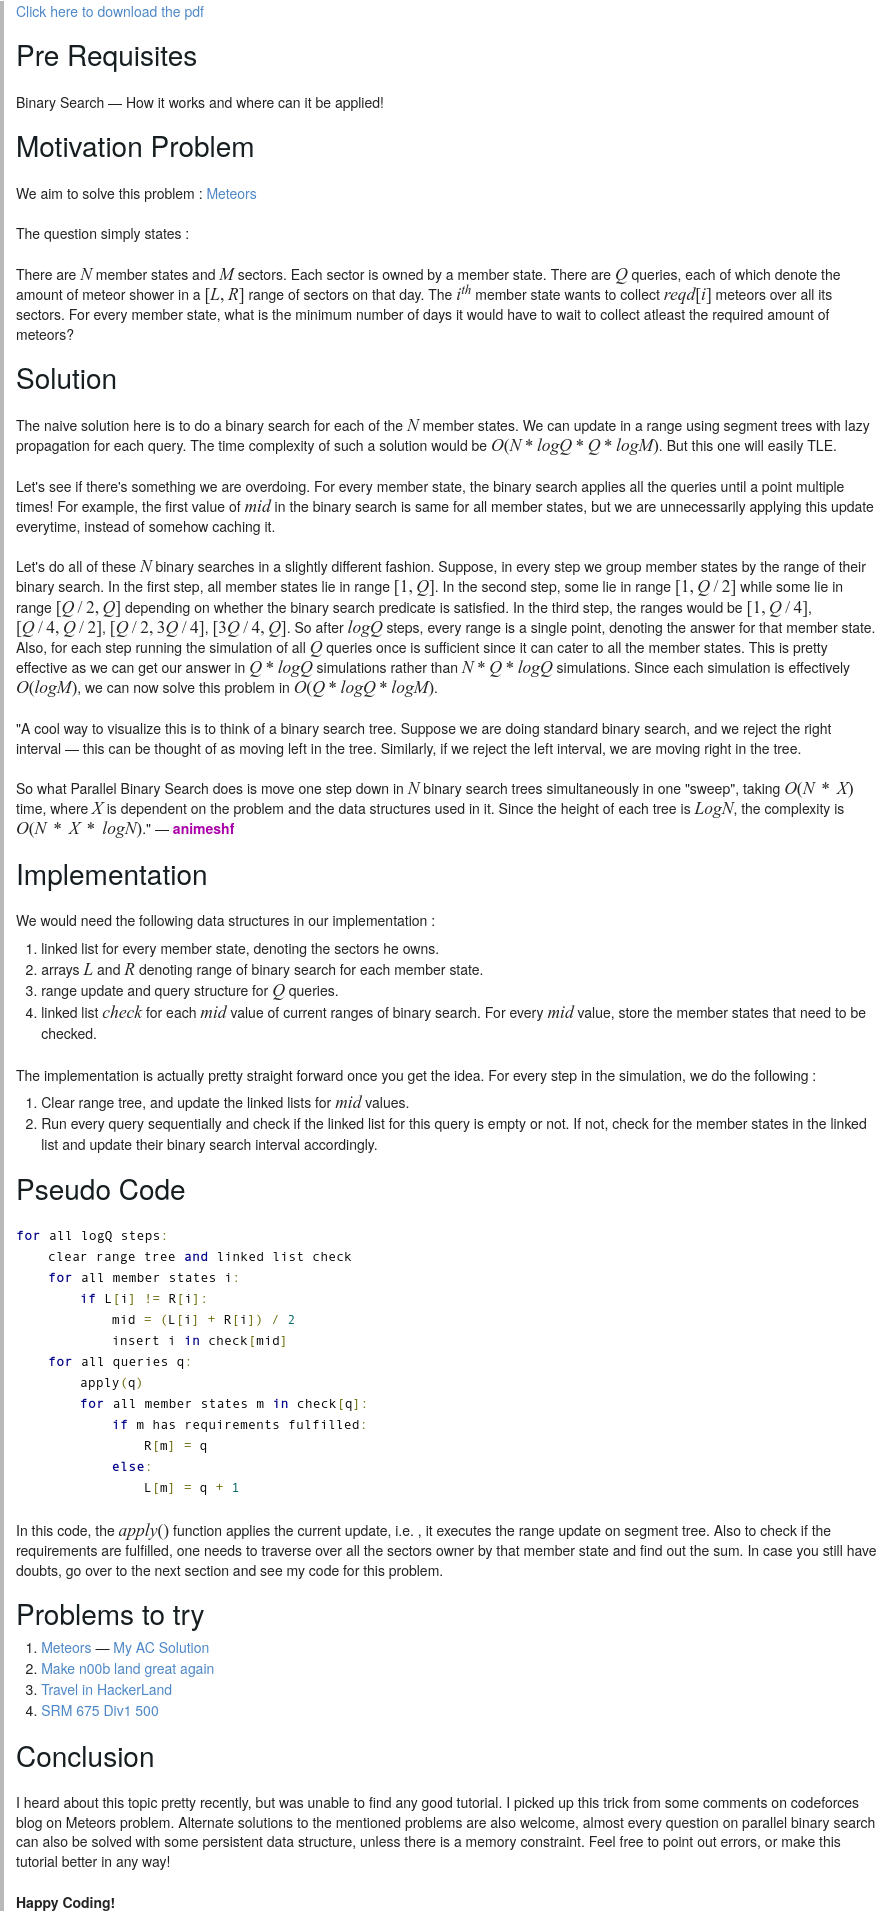 Click here to download the pdf
Pre Requisites
Binary Search — How it works and where can it be applied!
Motivation Problem
We aim to solve this problem : Meteors
The question simply states :
There are N member states and M sectors. Each sector is owned by a member state. There are Q queries, each of which denote the
amount of meteor shower in a [L, R] range of sectors on that day. The i^th member state wants to collect reqd[i] meteors over all its
sectors. For every member state, what is the minimum number of days it would have to wait to collect atleast the required amount of
meteors?
Solution
The naive solution here is to do a binary search for each of the N member states. We can update in a range using segment trees with lazy
propagation for each query. The time complexity of such a solution would be O(N * logQ * Q * logM). But this one will easily TLE.
Let's see if there's something we are overdoing. For every member state, the binary search applies all the queries until a point multiple
times! For example, the first value of mid in the binary search is same for all member states, but we are unnecessarily applying this update
everytime, instead of somehow caching it.
Let's do all of these N binary searches in a slightly different fashion. Suppose, in every step we group member states by the range of their
binary search. In the first step, all member states lie in range [1, Q]. In the second step, some lie in range [1, Q / 2] while some lie in
range [Q / 2, Q] depending on whether the binary search predicate is satisfied. In the third step, the ranges would be [1, Q / 4],
[Q / 4, Q / 2], [Q / 2, 3Q / 4], [3Q / 4, Q]. So after logQ steps, every range is a single point, denoting the answer for that member state.
Also, for each step running the simulation of all Q queries once is sufficient since it can cater to all the member states. This is pretty
effective as we can get our answer in Q * logQ simulations rather than N * Q * logQ simulations. Since each simulation is effectively
O(logM), we can now solve this problem in O(Q * logQ * logM).
"A cool way to visualize this is to think of a binary search tree. Suppose we are doing standard binary search, and we reject the right
interval — this can be thought of as moving left in the tree. Similarly, if we reject the left interval, we are moving right in the tree.
So what Parallel Binary Search does is move one step down in N binary search trees simultaneously in one "sweep", taking O(N * X)
time, where X is dependent on the problem and the data structures used in it. Since the height of each tree is LogN, the complexity is
O(N * X * logN)." — animeshf
Implementation
We would need the following data structures in our implementation :
1. linked list for every member state, denoting the sectors he owns.
2. arrays L and R denoting range of binary search for each member state.
3. range update and query structure for Q queries.
4. linked list check for each mid value of current ranges of binary search. For every mid value, store the member states that need to be
checked.
The implementation is actually pretty straight forward once you get the idea. For every step in the simulation, we do the following :
1. Clear range tree, and update the linked lists for mid values.
2. Run every query sequentially and check if the linked list for this query is empty or not. If not, check for the member states in the linked
list and update their binary search interval accordingly.
Pseudo Code
for all logQ steps:
    clear range tree and linked list check
    for all member states i:
        if L[i] != R[i]:
            mid = (L[i] + R[i]) / 2
            insert i in check[mid]
    for all queries q:
        apply(q)
        for all member states m in check[q]:
            if m has requirements fulfilled:
                R[m] = q
            else:
                L[m] = q + 1
In this code, the apply() function applies the current update, i.e. , it executes the range update on segment tree. Also to check if the
requirements are fulfilled, one needs to traverse over all the sectors owner by that member state and find out the sum. In case you still have
doubts, go over to the next section and see my code for this problem.
Problems to try
1. Meteors — My AC Solution
2. Make n00b land great again
3. Travel in HackerLand
4. SRM 675 Div1 500
Conclusion
I heard about this topic pretty recently, but was unable to find any good tutorial. I picked up this trick from some comments on codeforces
blog on Meteors problem. Alternate solutions to the mentioned problems are also welcome, almost every question on parallel binary search
can also be solved with some persistent data structure, unless there is a memory constraint. Feel free to point out errors, or make this
tutorial better in any way!
Happy Coding!